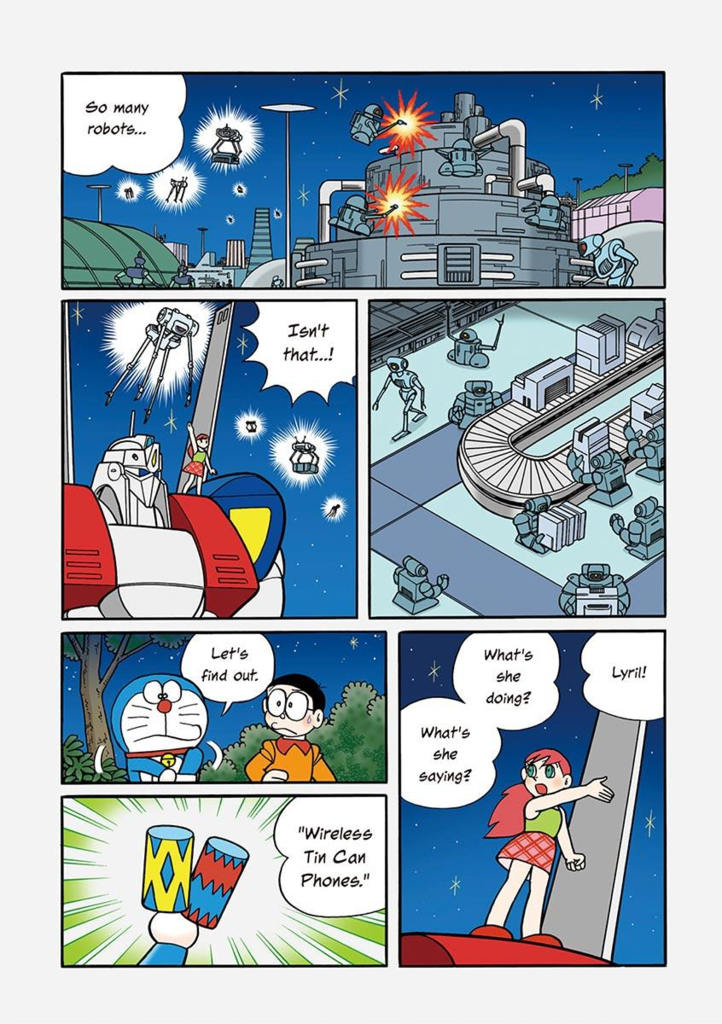 So many
robots...
Isn't
that...!
Lyril!
What's
she
doing?
What's
she
saying?
Let's
find out.
"Wireless
Tin Can
Phones."